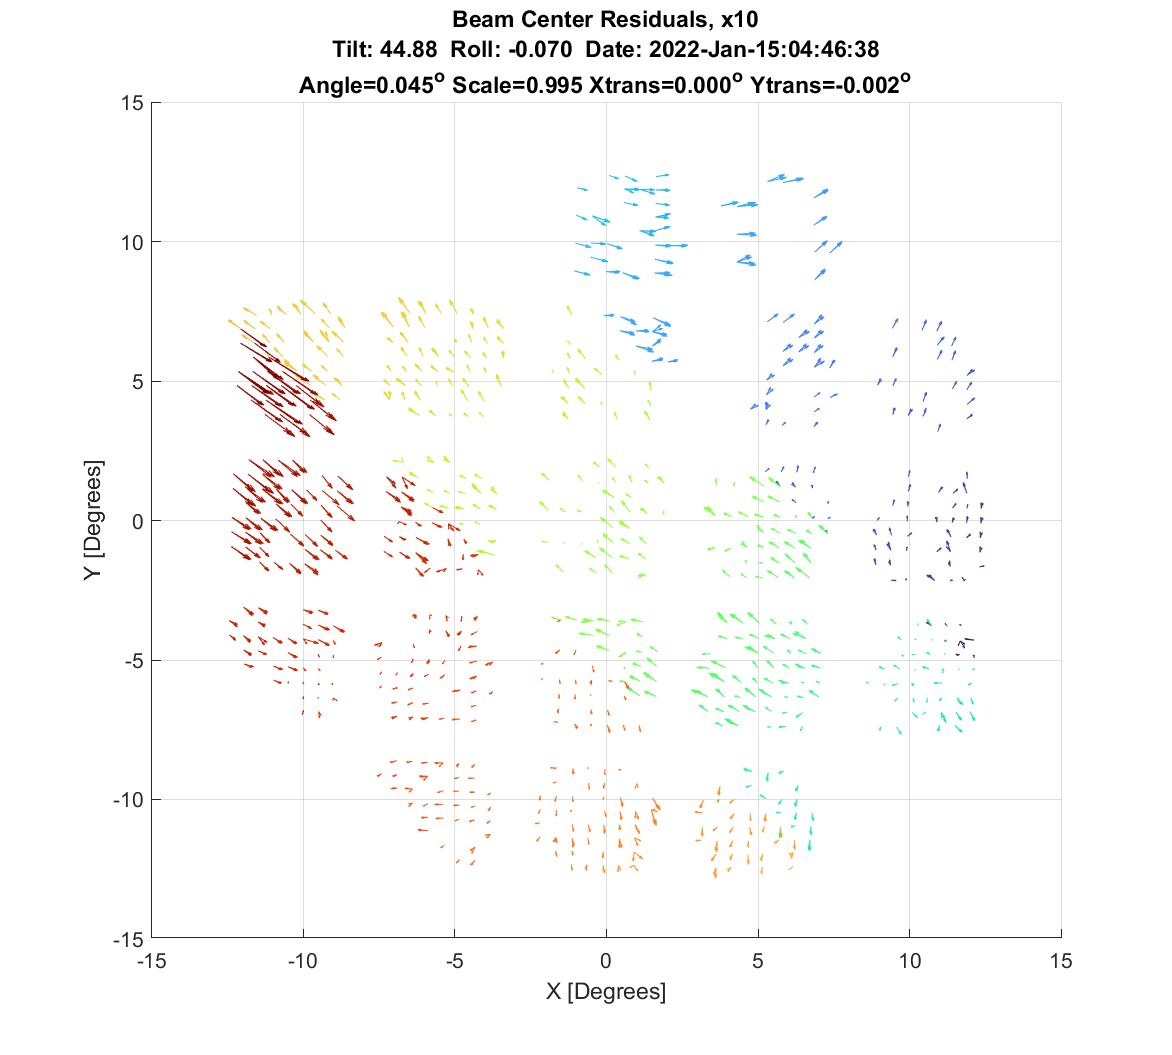 Beam Center Residuals, x10
Tilt: 44.88 Roll: -0.070 Date: 2022-Jan-15:04:46:38
Angle=0.045° Scale=0.995 Xtrans=0.000° Ytrans=-0.002°
15
10
5
0
-5
-10
-15
Y [Degrees]
-15 -10 -5 0 5 10 15
X [Degrees]